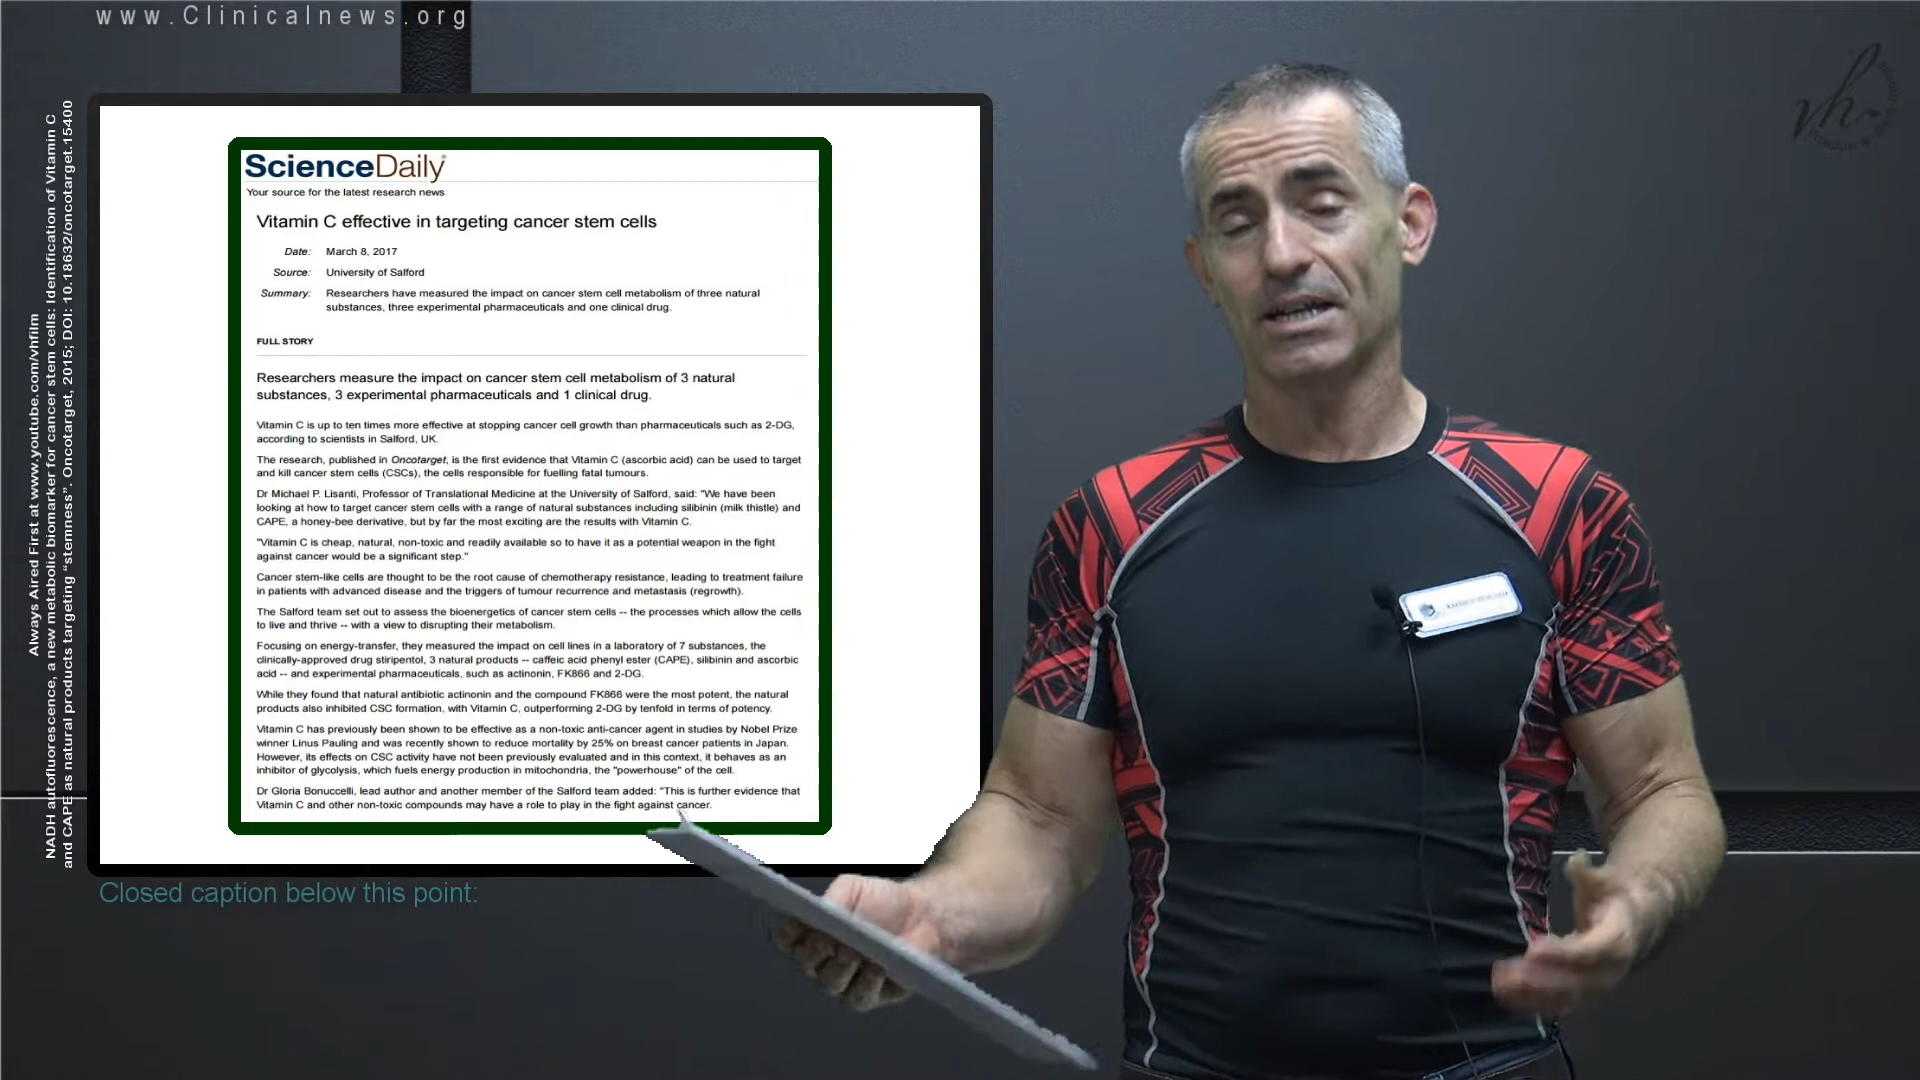 www.Clinicalnews.org
Always Aired First at www.youtube.com/vhfilm
NADH autofluorescence, a new metabolic biomarker for cancer stem cells: Identification of Vitamin C
and CAPE as natural products targeting “stemness”. Oncotarget, 2015; DOI: 10.18632/oncotarget.15400
ScienceDaily
Your source for the latest research news
Vitamin C effective in targeting cancer stem cells
Date: March 8, 2017
Source: University of Salford
Summary: Researchers have measured the impact on cancer stem cell metabolism of three natural
substances, three experimental pharmaceuticals and one clinical drug.
FULL STORY
Researchers measure the impact on cancer stem cell metabolism of 3 natural
substances, 3 experimental pharmaceuticals and 1 clinical drug.
Vitamin C is up to ten times more effective at stopping cancer cell growth than pharmaceuticals such as 2-DG,
according to scientists in Salford, UK.
The research, published in Oncotarget, is the first evidence that Vitamin C (ascorbic acid) can be used to target
and kill cancer stem cells (CSCs), the cells responsible for fuelling fatal tumours.
Dr Michael P. Lisanti, Professor of Translational Medicine at the University of Salford, said: "We have been
looking at how to target cancer stem cells with a range of natural substances including silibinin (milk thistle) and
CAPE, a honey-bee derivative, but by far the most exciting are the results with Vitamin C.
"Vitamin C is cheap, natural, non-toxic and readily available so to have it as a potential weapon in the fight
against cancer would be a significant step."
Cancer stem-like cells are thought to be the root cause of chemotherapy resistance, leading to treatment failure
in patients with advanced disease and the triggers of tumour recurrence and metastasis (regrowth).
The Salford team set out to assess the bioenergetics of cancer stem cells -- the processes which allow the cells
to live and thrive -- with a view to disrupting their metabolism.
Focusing on energy-transfer, they measured the impact on cell lines in a laboratory of 7 substances, the
clinically-approved drug stiripentol, 3 natural products -- caffeic acid phenyl ester (CAPE), silibinin and ascorbic
acid -- and experimental pharmaceuticals, such as actinonin, FK866 and 2-DG.
While they found that natural antibiotic actinonin and the compound FK866 were the most potent, the natural
products also inhibited CSC formation, with Vitamin C, outperforming 2-DG by tenfold in terms of potency.
Vitamin C has previously been shown to be effective as a non-toxic anti-cancer agent in studies by Nobel Prize
winner Linus Pauling and was recently shown to reduce mortality by 25% on breast cancer patients in Japan.
However, its effects on CSC activity have not been previously evaluated and in this context, it behaves as an
inhibitor of glycolysis, which fuels energy production in mitochondria, the "powerhouse" of the cell.
Dr Gloria Bonuccelli, lead author and another member of the Salford team added: "This is further evidence that
Vitamin C and other non-toxic compounds may have a role to play in the fight against cancer.
Closed caption below this point:
vh